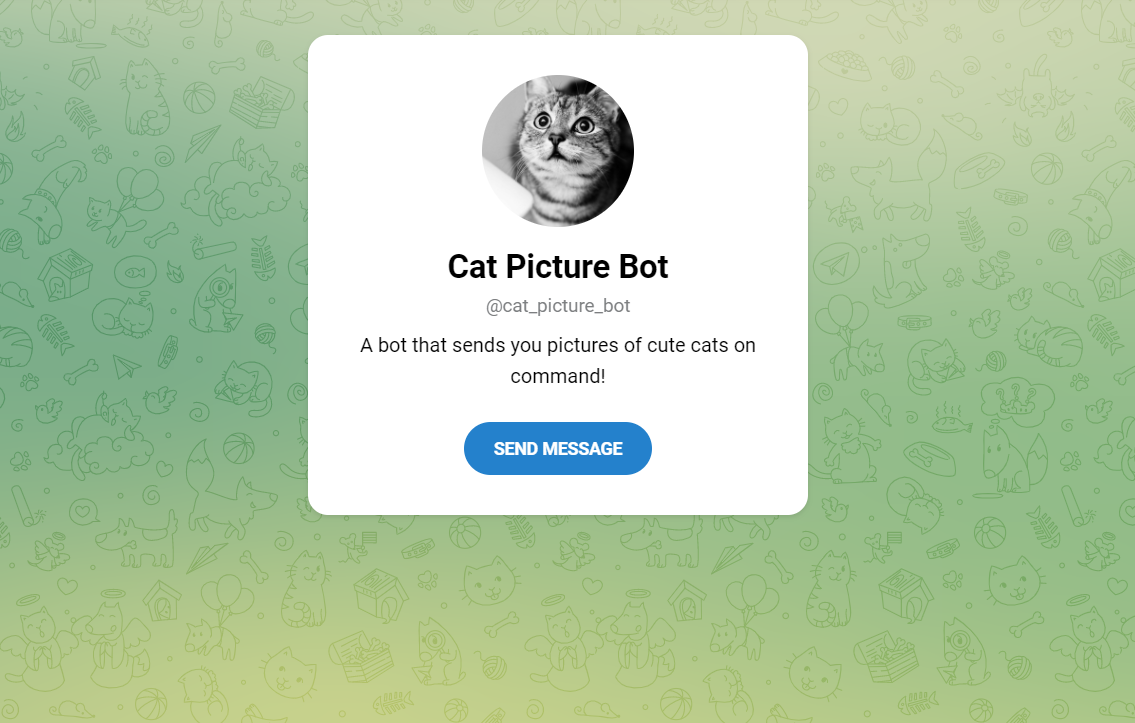 Cat Picture Bot
@cat_picture_bot
A bot that sends you pictures of cute cats on
command!
SEND MESSAGE